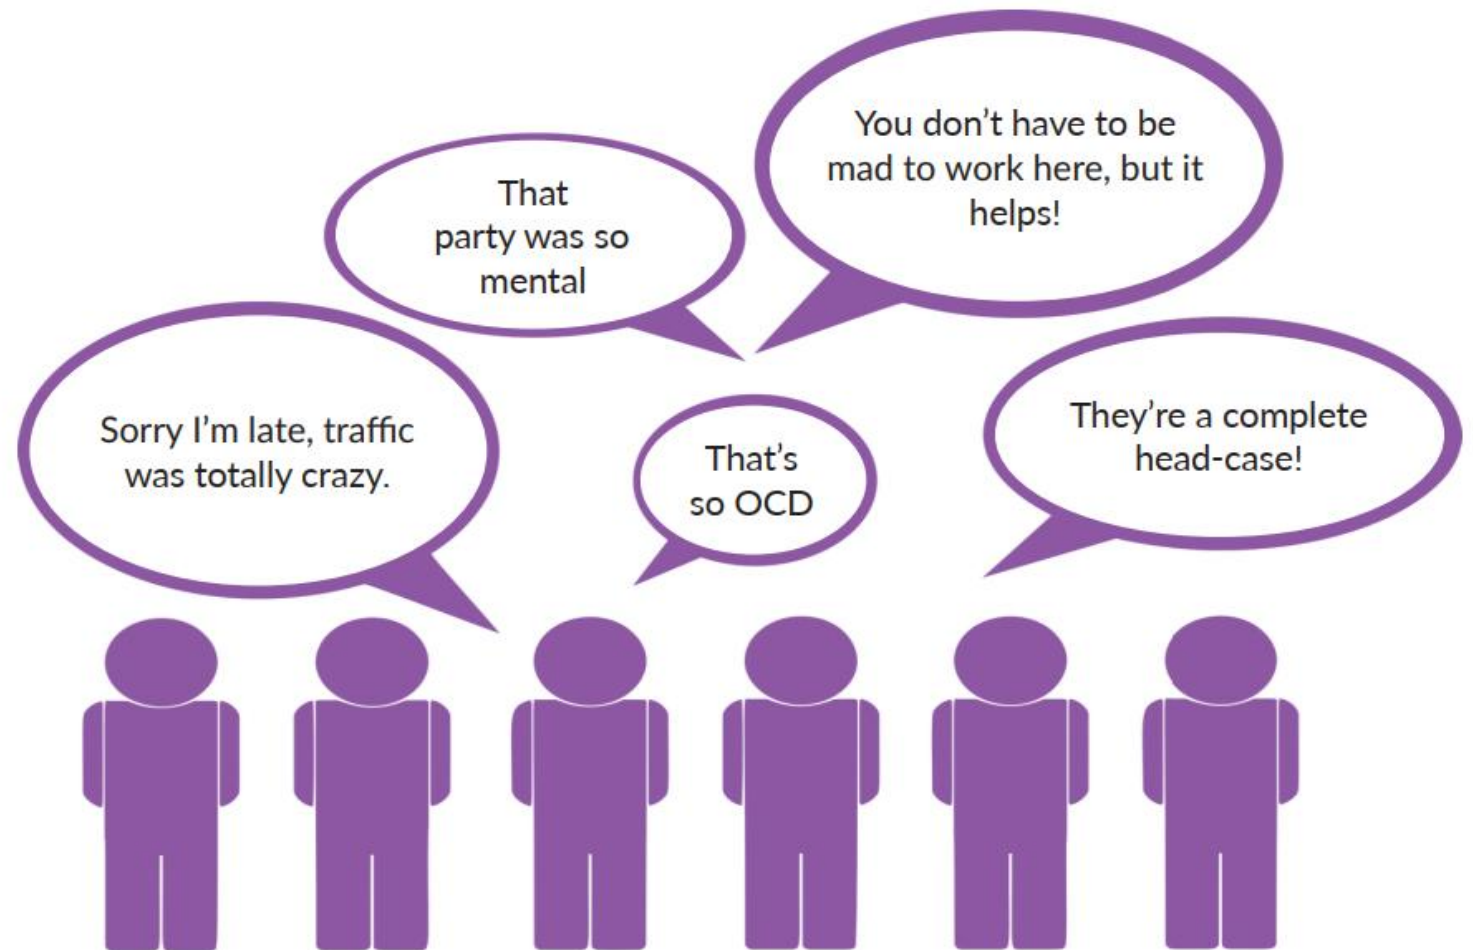 You don’t have to be
mad to work here, but it
helps!
That
party was so
mental
Sorry I’m late, traffic
was totally crazy.
That’s
so OCD
They’re a complete
head-case!